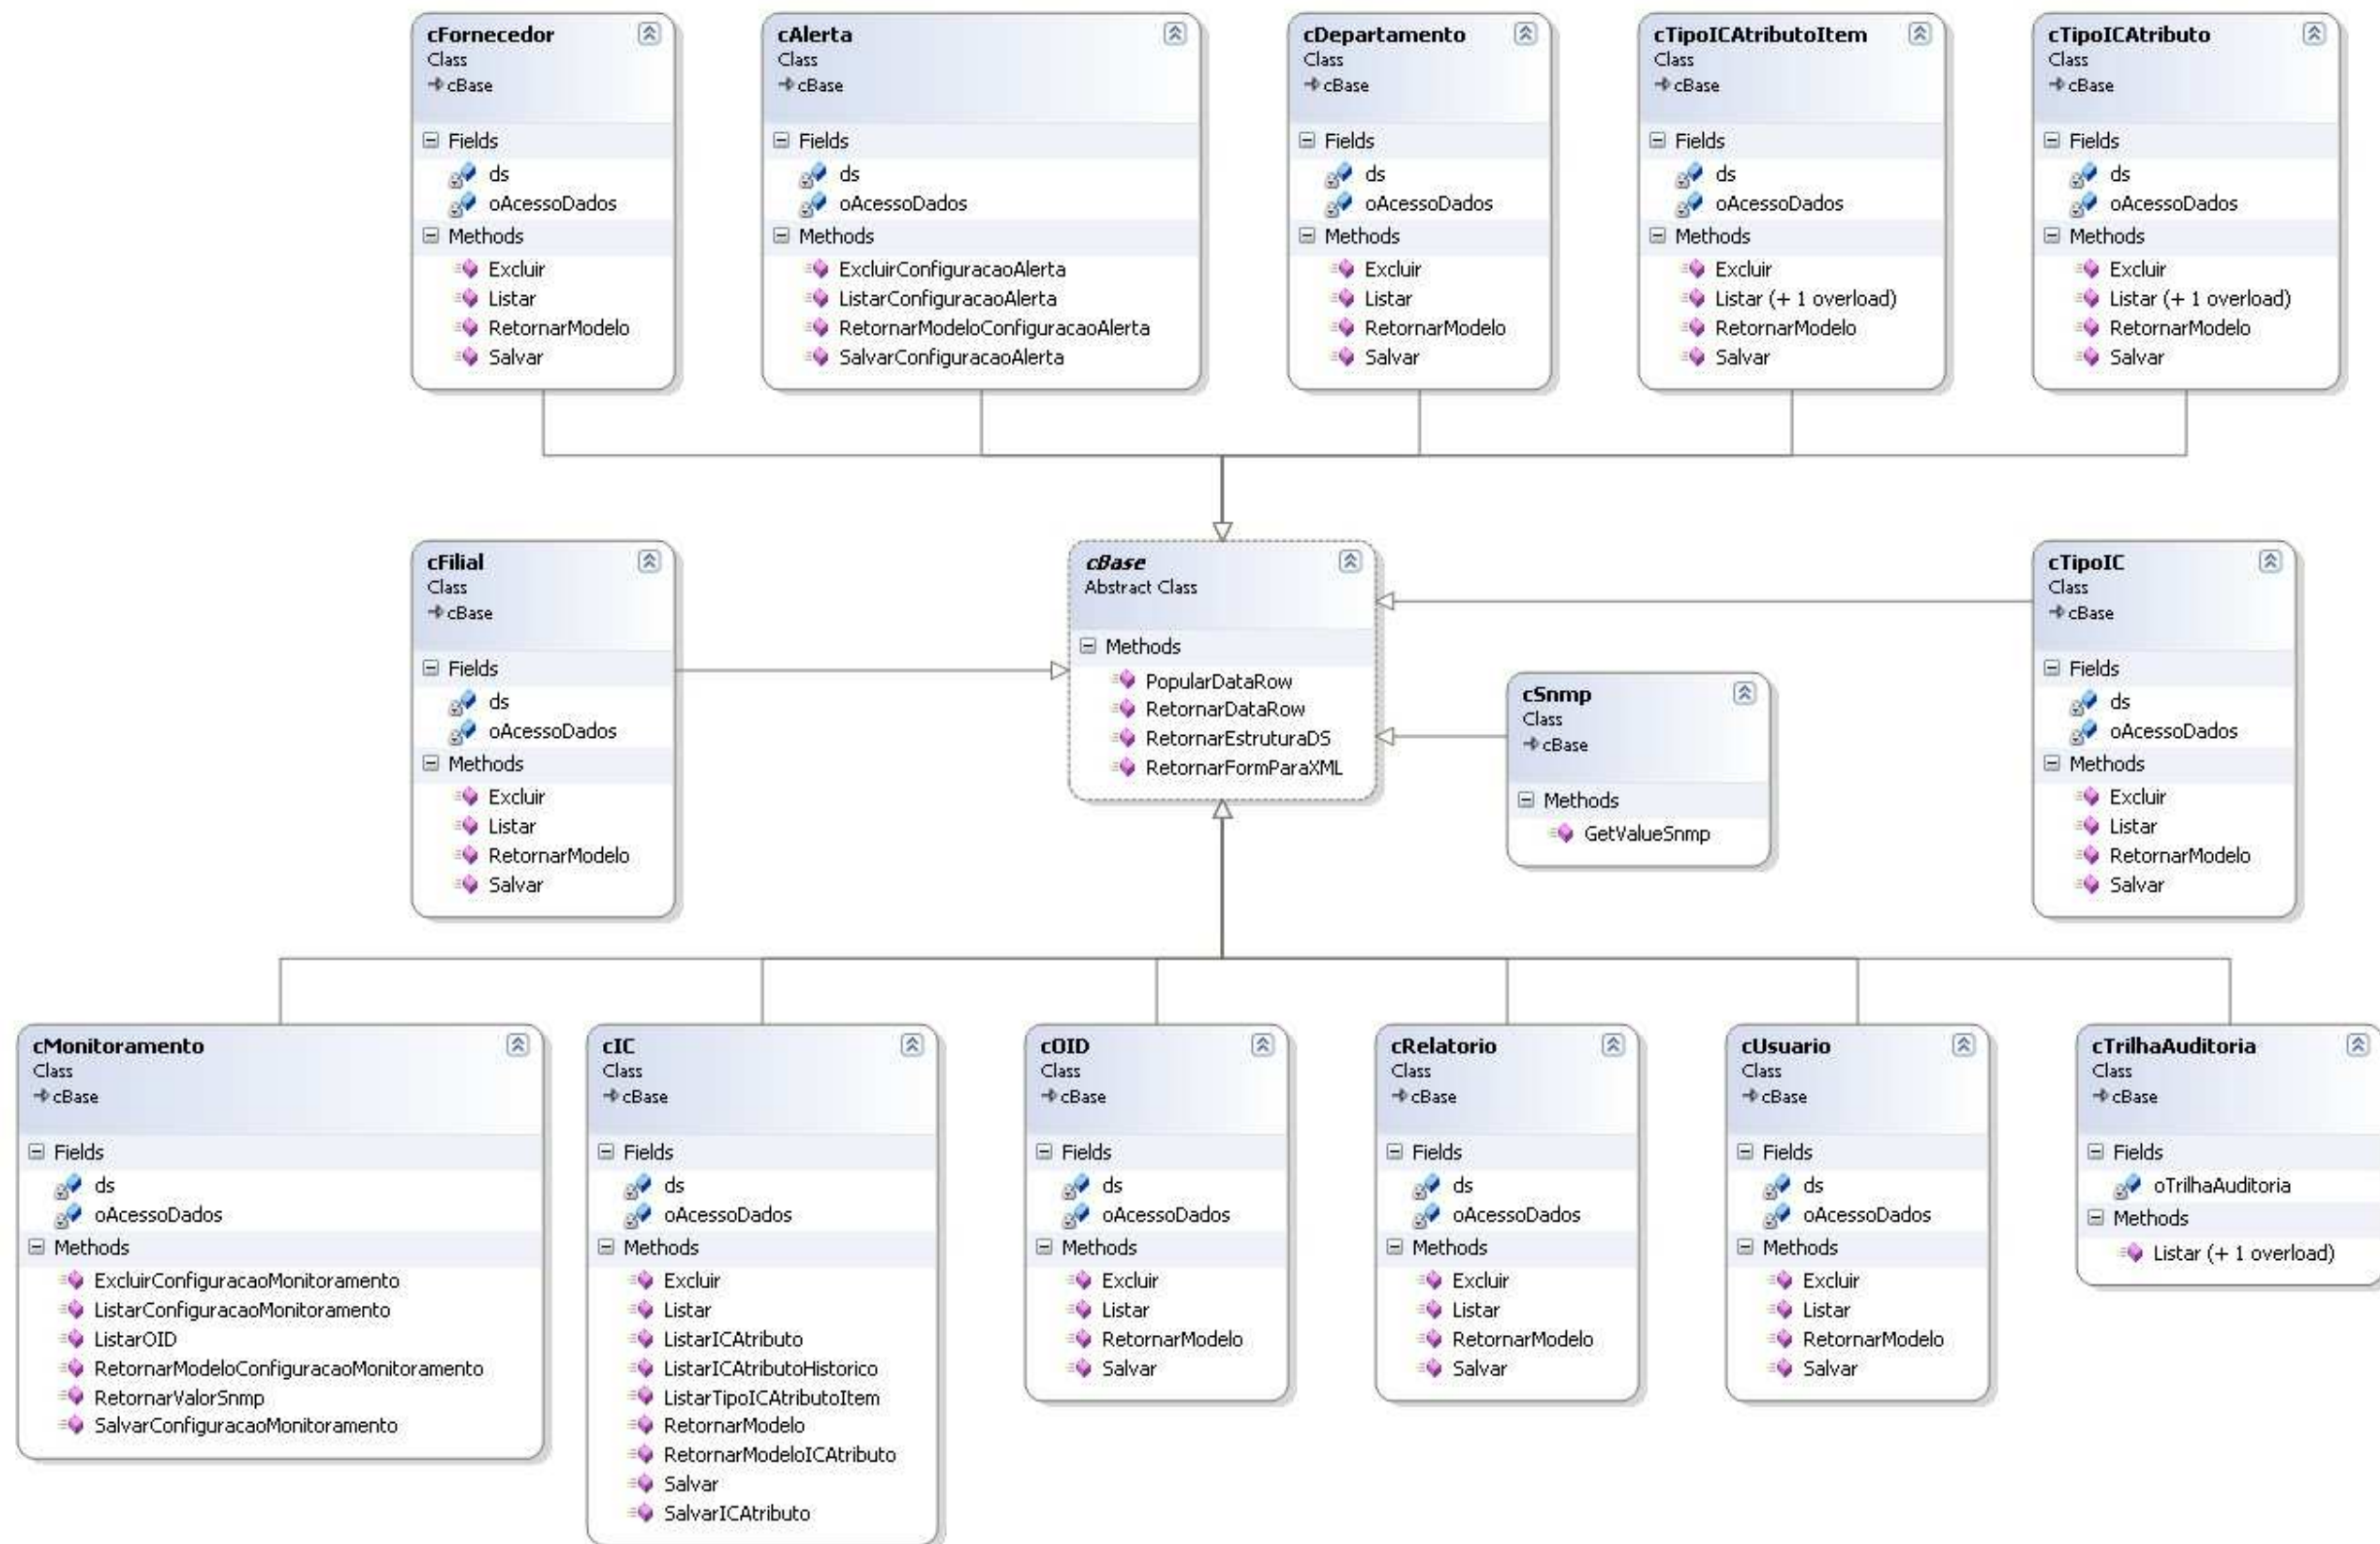 cFornecedor
Class
cBase
Fields
ds
oAcessoDados
Methods
Excluir
Listar
RetornarModelo
Salvar
cAlerta
Class
cBase
Fields
ds
oAcessoDados
Methods
ExcluirConfiguracaoAlerta
ListarConfiguracaoAlerta
RetornarModeloConfiguracaoAlerta
SalvarConfiguracaoAlerta
cDepartamento
Class
cBase
Fields
ds
oAcessoDados
Methods
Excluir
Listar
RetornarModelo
Salvar
cTipoICAtributoItem
Class
cBase
Fields
ds
oAcessoDados
Methods
Excluir
Listar (+ 1 overload)
RetornarModelo
Salvar
cTipoICAtributo
Class
cBase
Fields
ds
oAcessoDados
Methods
Excluir
Listar (+ 1 overload)
RetornarModelo
Salvar
cFilial
Class
cBase
Fields
ds
oAcessoDados
Methods
Excluir
Listar
RetornarModelo
Salvar
cBase
Abstract Class
Methods
PopularDataRow
RetornarDataRow
RetornarEstruturaDS
RetornarFormParaXML
cSnmp
Class
cBase
Methods
GetValueSnmp
cTipoIC
Class
cBase
Fields
ds
oAcessoDados
Methods
Excluir
Listar
RetornarModelo
Salvar
cMonitoramento
Class
cBase
Fields
ds
oAcessoDados
Methods
ExcluirConfiguracaoMonitoramento
ListarConfiguracaoMonitoramento
ListarOID
RetornarModeloConfiguracaoMonitoramento
RetornarValorSnmp
SalvarConfiguracaoMonitoramento
cIC
Class
cBase
Fields
ds
oAcessoDados
Methods
Excluir
Listar
ListarICAtributo
ListarICAtributoHistorico
ListarTipoICAtributoItem
RetornarModelo
RetornarModeloICAtributo
Salvar
SalvarICAtributo
cOID
Class
cBase
Fields
ds
oAcessoDados
Methods
Excluir
Listar
RetornarModelo
Salvar
cRelatorio
Class
cBase
Fields
ds
oAcessoDados
Methods
Excluir
Listar
RetornarModelo
Salvar
cUsuario
Class
cBase
Fields
ds
oAcessoDados
Methods
Excluir
Listar
RetornarModelo
Salvar
cTrilhaAuditoria
Class
cBase
Fields
oTrilhaAuditoria
Methods
Listar (+ 1 overload)